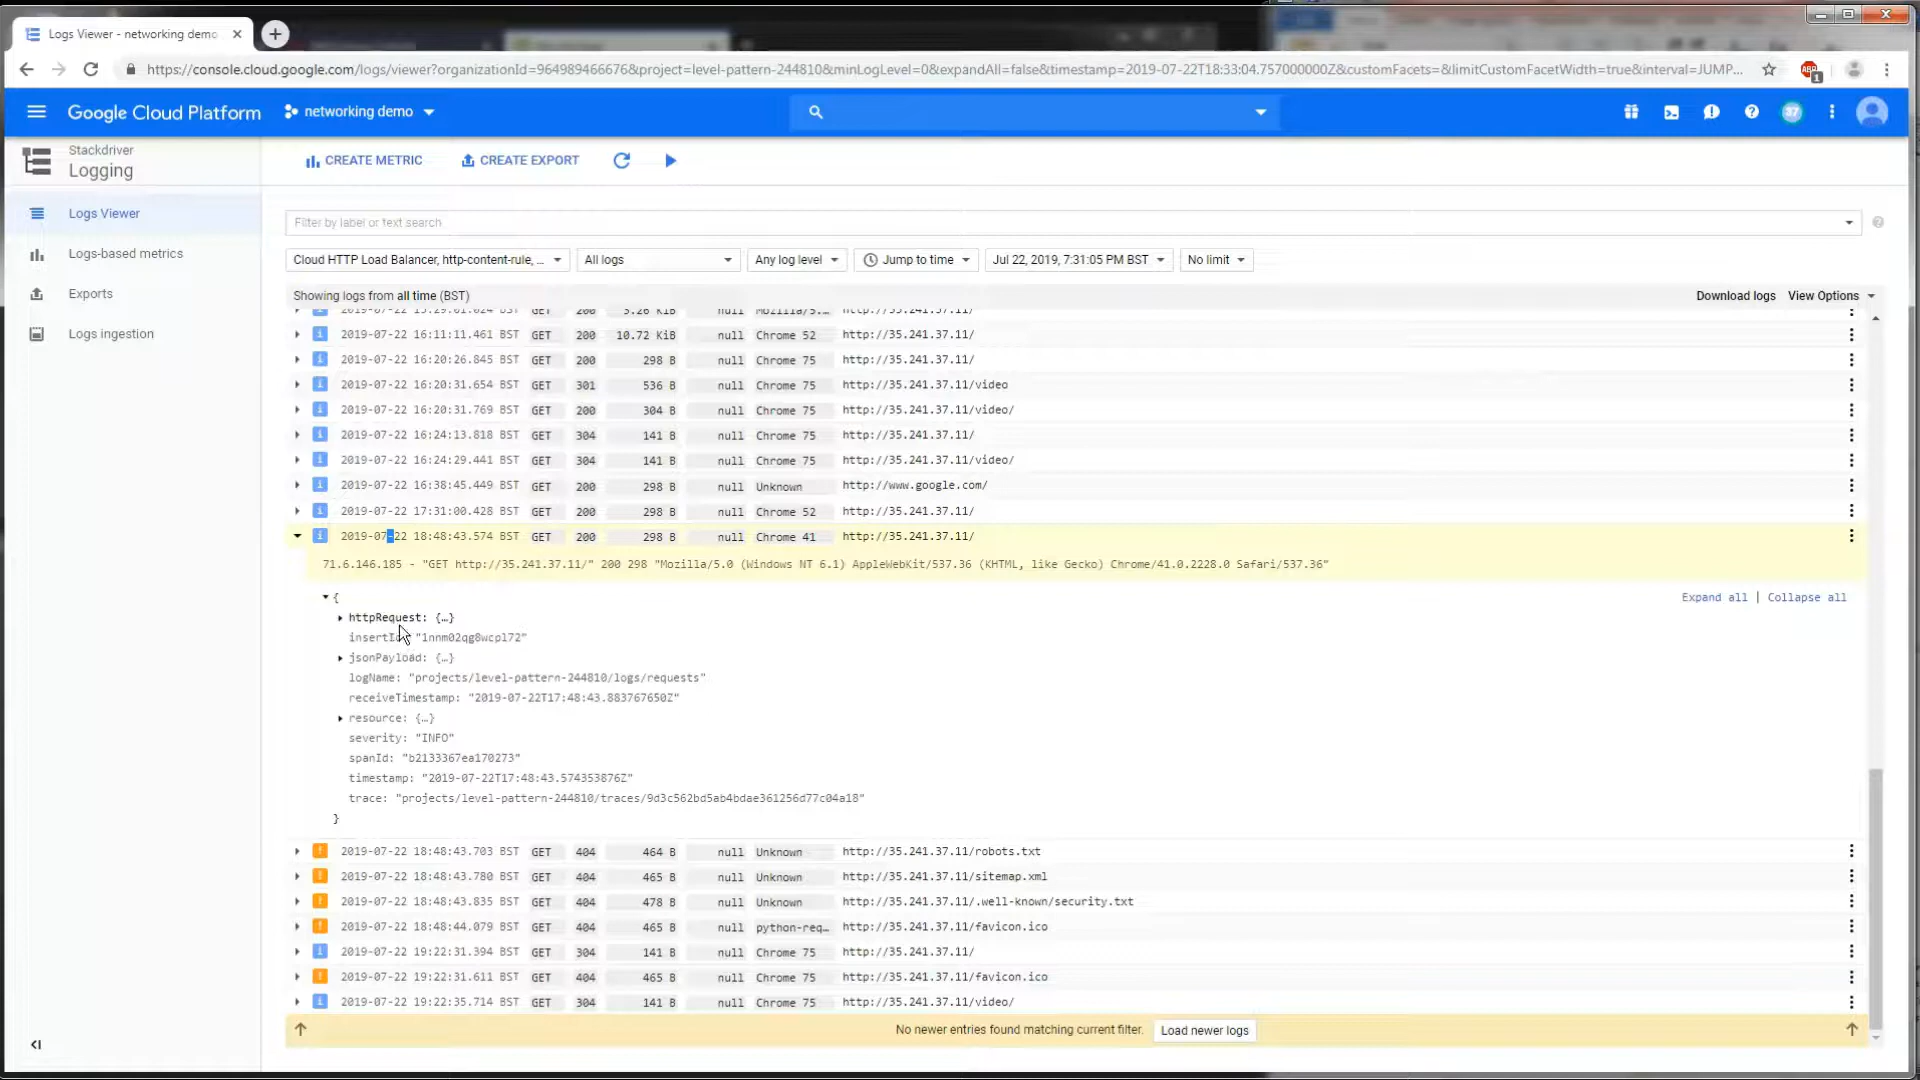 Logs Viewer - networking demo
https://console.cloud.google.com/logs/viewer?organizationId=964989466676&project=level-pattern-244810&minLogLevel=0&expandAll=false&timestamp=2019-07-22T18:33:04.757000000Z&customFacets=&limitCustomFacetWidth=true&interval=JUMP...
ABP 1
Google Cloud Platform networking demo 37
Stackdriver
Logging
CREATE METRIC CREATE EXPORT
Logs Viewer
Logs-based metrics
Exports
Logs ingestion
Filter by label or text search
Cloud HTTP Load Balancer, http-content-rule, ... All logs Any log level Jump to time Jul 22, 2019, 7:31:05 PM BST No limit
Showing logs from all time (BST) Download logs View Options
2019-07-22 BST GET 200 null http://35.241.37.11/
2019-07-22 16:11:11.461 BST GET 200 10.72 KiB null Chrome 52 http://35.241.37.11/
2019-07-22 16:20:26.845 BST GET 200 298 B null Chrome 75 http://35.241.37.11/
2019-07-22 16:20:31.654 BST GET 301 536 B null Chrome 75 http://35.241.37.11/video
2019-07-22 16:20:31.769 BST GET 200 304 B null Chrome 75 http://35.241.37.11/video/
2019-07-22 16:24:13.818 BST GET 304 141 B null Chrome 75 http://35.241.37.11/
2019-07-22 16:24:29.441 BST GET 304 141 B null Chrome 75 http://35.241.37.11/video/
2019-07-22 16:38:45.449 BST GET 200 298 B null Unknown http://www.google.com/
2019-07-22 17:31:00.428 BST GET 200 298 B null Chrome 52 http://35.241.37.11/
2019-07-22 18:48:43.574 BST GET 200 298 B null Chrome 41 http://35.241.37.11/
71.6.146.185 - "GET http://35.241.37.11/" 200 298 "Mozilla/5.0 (Windows NT 6.1) AppleWebKit/537.36 (KHTML, like Gecko) Chrome/41.0.2228.0 Safari/537.36"
{ Expand all | Collapse all
httpRequest: {…}
insertId: "1nnm02qg8wcpl72"
jsonPayload: {…}
logName: "projects/level-pattern-244810/logs/requests"
receiveTimestamp: "2019-07-22T17:48:43.883767650Z"
resource: {…}
severity: "INFO"
spanId: "b2133367ea170273"
timestamp: "2019-07-22T17:48:43.574353876Z"
trace: "projects/level-pattern-244810/traces/9d3c562bd5ab4bdae361256d77c04a18"
}
2019-07-22 18:48:43.703 BST GET 404 464 B null Unknown http://35.241.37.11/robots.txt
2019-07-22 18:48:43.780 BST GET 404 465 B null Unknown http://35.241.37.11/sitemap.xml
2019-07-22 18:48:43.835 BST GET 404 478 B null Unknown http://35.241.37.11/.well-known/security.txt
2019-07-22 18:48:44.079 BST GET 404 465 B null python-req… http://35.241.37.11/favicon.ico
2019-07-22 19:22:31.394 BST GET 304 141 B null Chrome 75 http://35.241.37.11/
2019-07-22 19:22:31.611 BST GET 404 465 B null Chrome 75 http://35.241.37.11/favicon.ico
2019-07-22 19:22:35.714 BST GET 304 141 B null Chrome 75 http://35.241.37.11/video/
No newer entries found matching current filter. Load newer logs